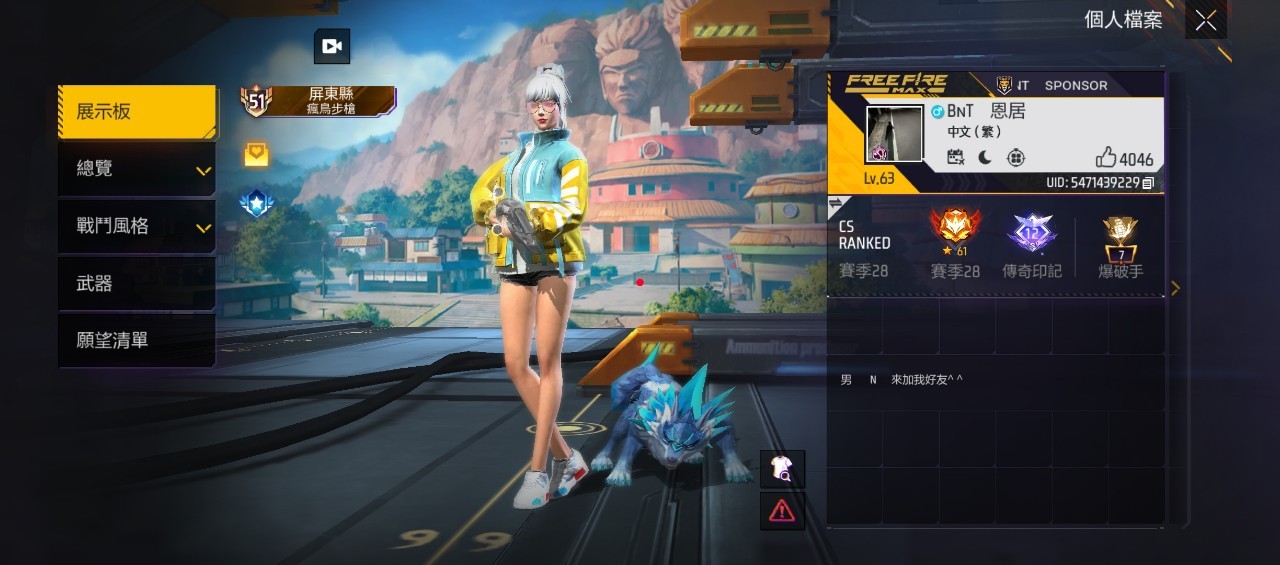 個人檔案
展示板
總覽
戰鬥風格
武器
願望清單
51
屏東縣
瘋鳥步槍
FREE FIRE
MAX
NT SPONSOR
BNT 恩居
中文(繁)
4046
Lv.63
UID: 5471439229
CS
RANKED
賽季28
61
賽季28
12
傳奇印記
7
爆破手
男 N 來加我好友^ ^
99